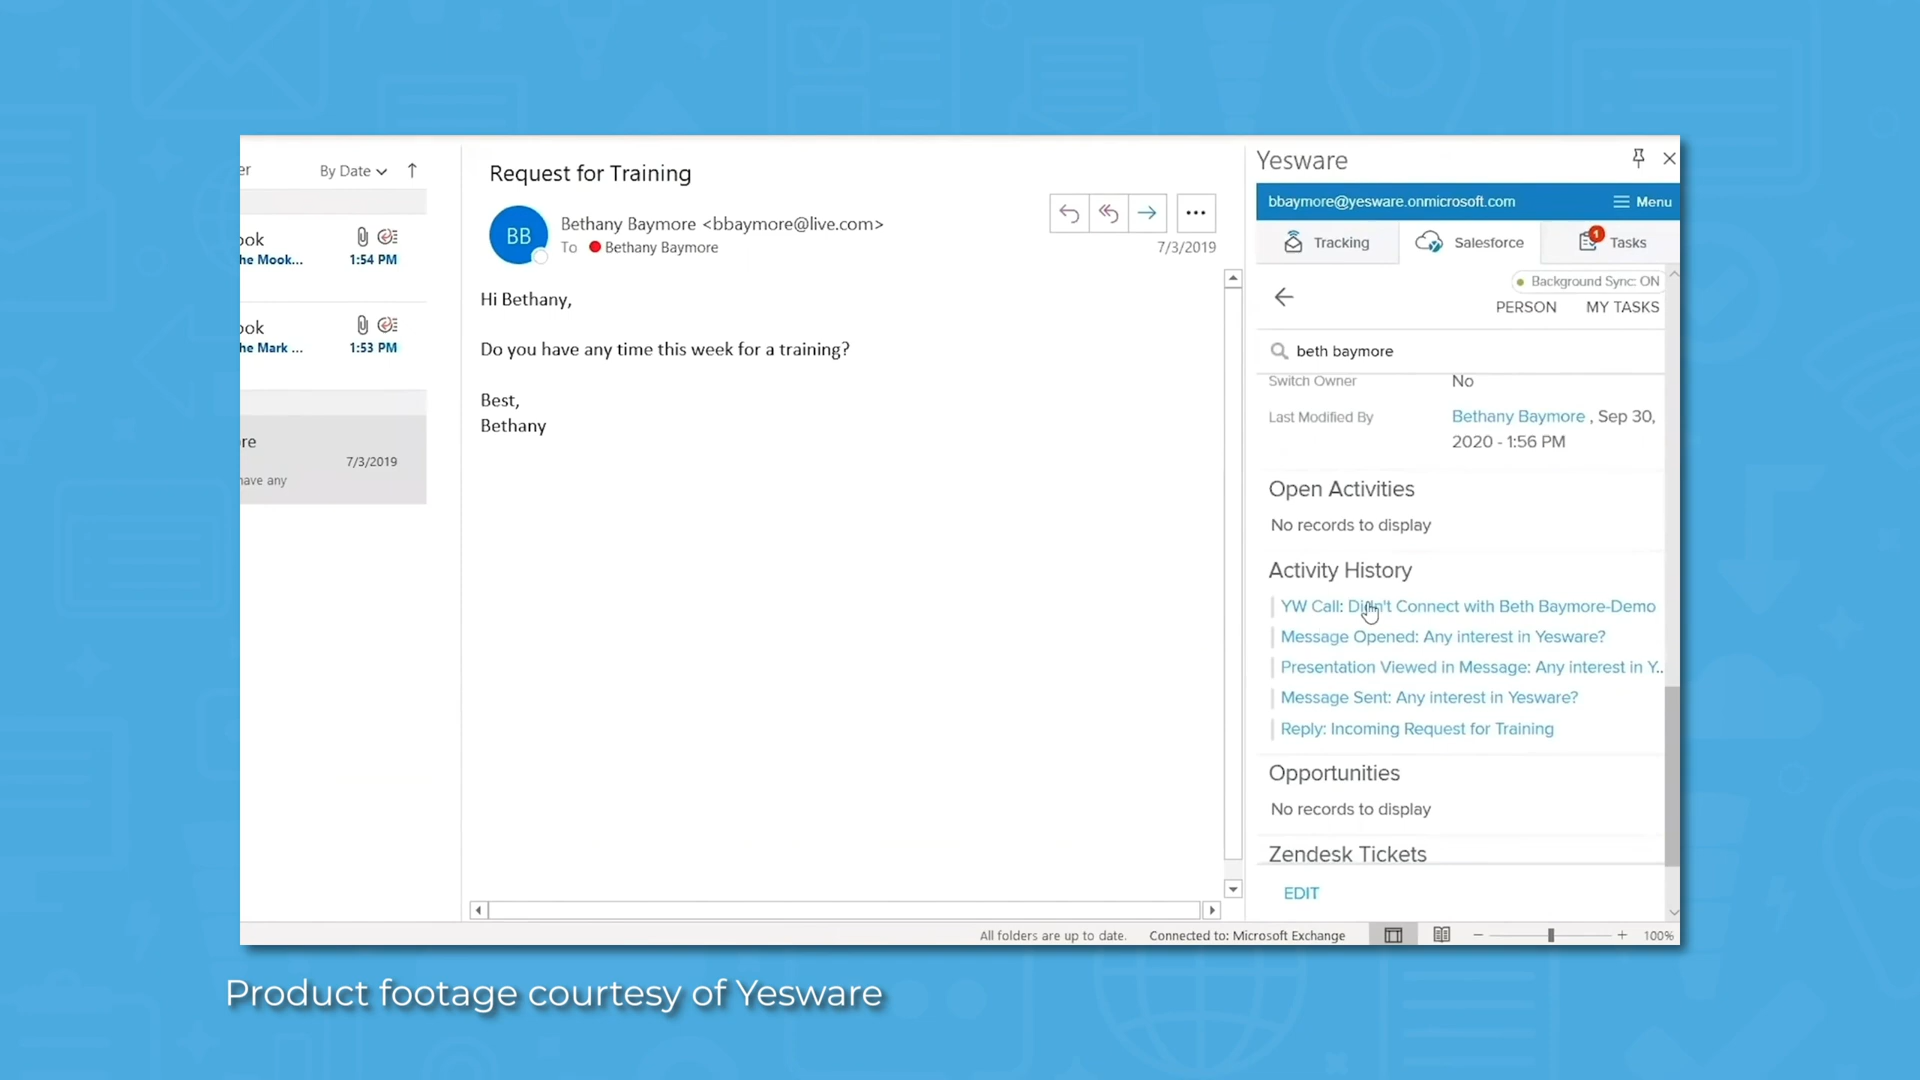 er
By Date
ook
he Mook...
1:54 PM
ook
he Mark ...
1:53 PM
re
7/3/2019
have any
Request for Training
BB
Bethany Baymore <bbaymore@live.com>
To Bethany Baymore
7/3/2019
Hi Bethany,
Do you have any time this week for a training?
Best,
Bethany
Yesware
bbaymore@yesware.onmicrosoft.com
Menu
Tracking
Salesforce
1
Tasks
Background Sync: ON
PERSON
MY TASKS
beth baymore
Switch Owner
No
Last Modified By
Bethany Baymore , Sep 30,
2020 - 1:56 PM
Open Activities
No records to display
Activity History
YW Call: Didn't Connect with Beth Baymore-Demo
Message Opened: Any interest in Yesware?
Presentation Viewed in Message: Any interest in Y..
Message Sent: Any interest in Yesware?
Reply: Incoming Request for Training
Opportunities
No records to display
Zendesk Tickets
EDIT
All folders are up to date.
Connected to: Microsoft Exchange
100%
Product footage courtesy of Yesware